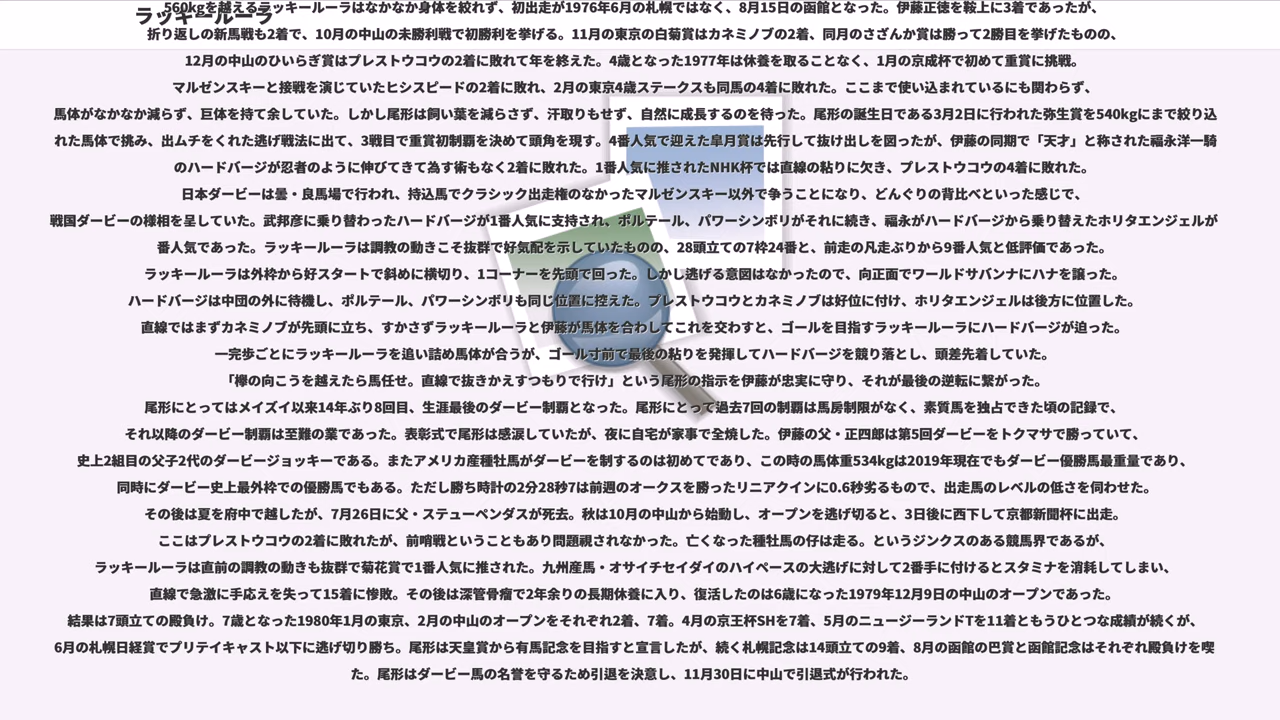 ラッキールーラ
560kgを越えるラッキールーラはなかなか身体を絞れず、初出走が1976年6月の札幌ではなく、8月15日の函館となった。伊藤正徳を鞍上に3着であったが、
折り返しの新馬戦も2着で、10月の中山の未勝利戦で初勝利を挙げる。11月の東京の白菊賞はカネミノブの2着、同月のさざんか賞は勝って2勝目を挙げたものの、
12月の中山のひいらぎ賞はプレストウコウの2着に敗れて年を終えた。4歳となった1977年は休養を取ることなく、1月の京成杯で初めて重賞に挑戦。
マルゼンスキーと接戦を演じていたヒシスピードの2着に敗れ、2月の東京4歳ステークスも同馬の4着に敗れた。ここまで使い込まれているにも関わらず、
馬体がなかなか減らず、巨体を持て余していた。しかし尾形は飼い葉を減らさず、汗取りもせず、自然に成長するのを待った。尾形の誕生日である3月2日に行われた弥生賞を540kgにまで絞り込
れた馬体で挑み、出ムチをくれた逃げ戦法に出て、3戦目で重賞初制覇を決めて頭角を現す。4番人気で迎えた皐月賞は先行して抜け出しを図ったが、伊藤の同期で「天才」と称された福永洋一騎
のハードバージが忍者のように伸びてきて為す術もなく2着に敗れた。1番人気に推されたNHK杯では直線の粘りに欠き、プレストウコウの4着に敗れた。
日本ダービーは曇・良馬場で行われ、持込馬でクラシック出走権のなかったマルゼンスキー以外で争うことになり、どんぐりの背比べといった感じで、
戦国ダービーの様相を呈していた。武邦彦に乗り替わったハードバージが1番人気に支持され、ポルテール、パワーシンボリがそれに続き、福永がハードバージから乗り替えたホリタエンジェルが
番人気であった。ラッキールーラは調教の動きこそ抜群で好気配を示していたものの、28頭立ての7枠24番と、前走の凡走ぶりから9番人気と低評価であった。
ラッキールーラは外枠から好スタートで斜めに横切り、1コーナーを先頭で回った。しかし逃げる意図はなかったので、向正面でワールドサバンナにハナを譲った。
ハードバージは中団の外に待機し、ポルテール、パワーシンボリも同じ位置に控えた。プレストウコウとカネミノブは好位に付け、ホリタエンジェルは後方に位置した。
直線ではまずカネミノブが先頭に立ち、すかさずラッキールーラと伊藤が馬体を合わしてこれを交わすと、ゴールを目指すラッキールーラにハードバージが迫った。
一完歩ごとにラッキールーラを追い詰め馬体が合うが、ゴール寸前で最後の粘りを発揮してハードバージを競り落とし、頭差先着していた。
「欅の向こうを越えたら馬任せ。直線で抜きかえすつもりで行け」という尾形の指示を伊藤が忠実に守り、それが最後の逆転に繋がった。
尾形にとってはメイズイ以来14年ぶり8回目、生涯最後のダービー制覇となった。尾形にとって過去7回の制覇は馬房制限がなく、素質馬を独占できた頃の記録で、
それ以降のダービー制覇は至難の業であった。表彰式で尾形は感涙していたが、夜に自宅が家事で全焼した。伊藤の父・正四郎は第5回ダービーをトクマサで勝っていて、
史上2組目の父子2代のダービージョッキーである。またアメリカ産種牡馬がダービーを制するのは初めてであり、この時の馬体重534kgは2019年現在でもダービー優勝馬最重量であり、
同時にダービー史上最外枠での優勝馬でもある。ただし勝ち時計の2分28秒7は前週のオークスを勝ったリニアクインに0.6秒劣るもので、出走馬のレベルの低さを伺わせた。
その後は夏を府中で越したが、7月26日に父・ステューペンダスが死去。秋は10月の中山から始動し、オープンを逃げ切ると、3日後に西下して京都新聞杯に出走。
ここはプレストウコウの2着に敗れたが、前哨戦ということもあり問題視されなかった。亡くなった種牡馬の仔は走る。というジンクスのある競馬界であるが、
ラッキールーラは直前の調教の動きも抜群で菊花賞で1番人気に推された。九州産馬・オサイチセイダイのハイペースの大逃げに対して2番手に付けるとスタミナを消耗してしまい、
直線で急激に手応えを失って15着に惨敗。その後は深管骨瘤で2年余りの長期休養に入り、復活したのは6歳になった1979年12月9日の中山のオープンであった。
結果は7頭立ての殿負け。7歳となった1980年1月の東京、2月の中山のオープンをそれぞれ2着、7着。4月の京王杯SHを7着、5月のニュージーランドTを11着ともうひとつな成績が続くが、
6月の札幌日経賞でプリテイキャスト以下に逃げ切り勝ち。尾形は天皇賞から有馬記念を目指すと宣言したが、続く札幌記念は14頭立ての9着、8月の函館の巴賞と函館記念はそれぞれ殿負けを喫
た。尾形はダービー馬の名誉を守るため引退を決意し、11月30日に中山で引退式が行われた。